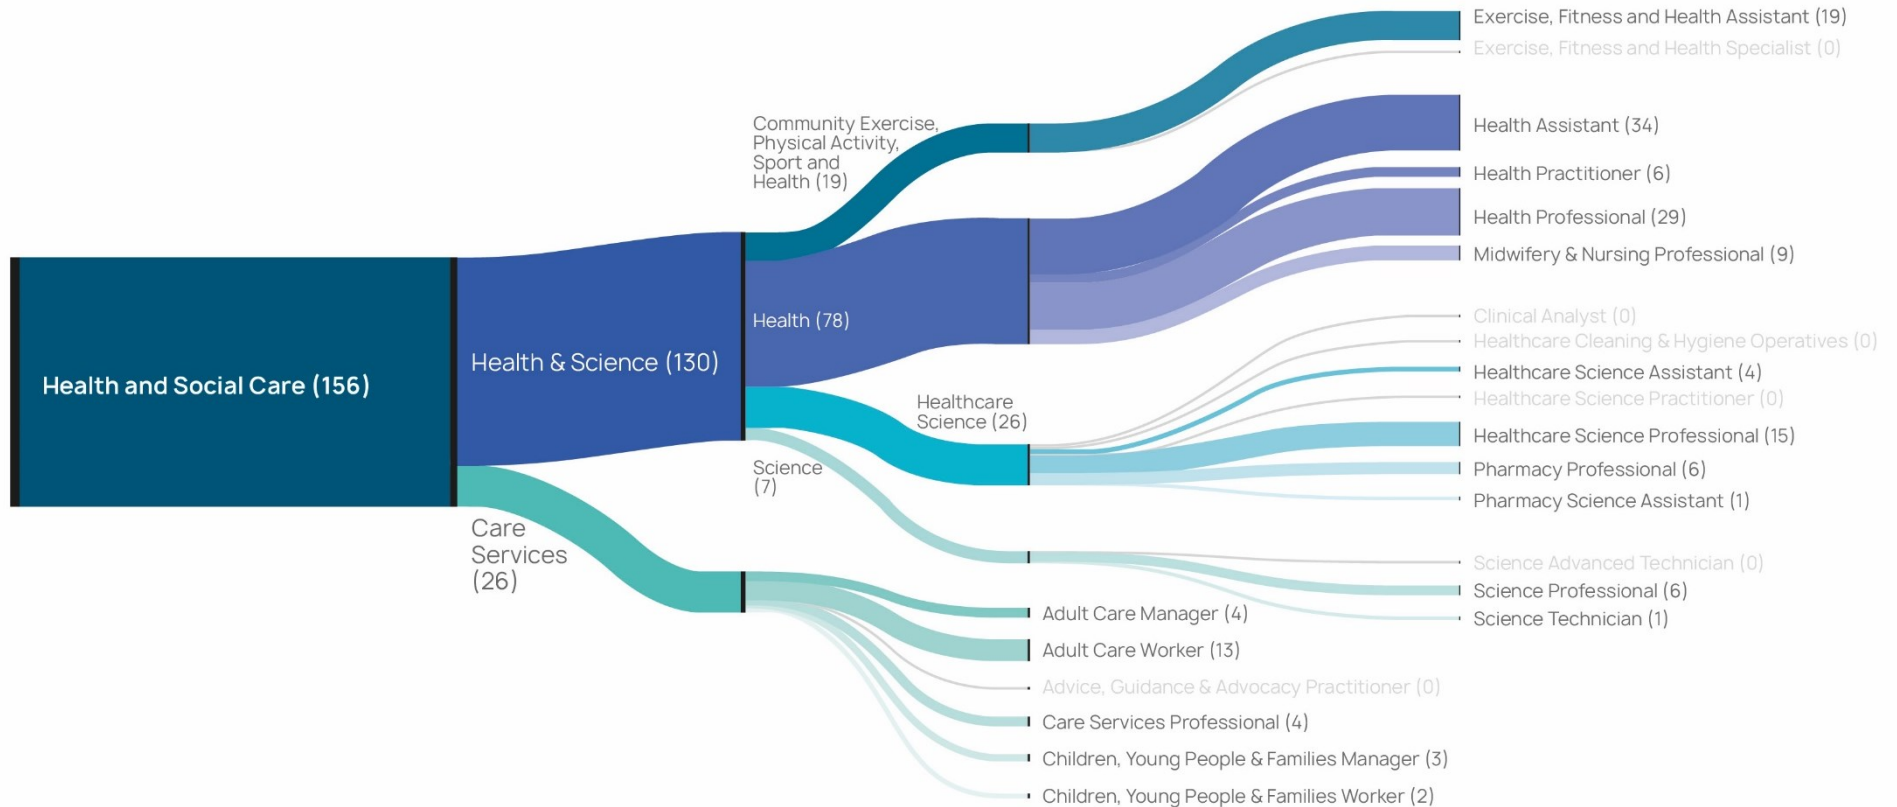 Health and Social Care (156)
Health & Science (130)
Care
Services
(26)
Community Exercise,
Physical Activity,
Sport and
Health (19)
Health (78)
Healthcare
Science (26)
Science
(7)
Exercise, Fitness and Health Assistant (19)
Exercise, Fitness and Health Specialist (0)
Health Assistant (34)
Health Practitioner (6)
Health Professional (29)
Midwifery & Nursing Professional (9)
Clinical Analyst (0)
Healthcare Cleaning & Hygiene Operatives (0)
Healthcare Science Assistant (4)
Healthcare Science Practitioner (0)
Healthcare Science Professional (15)
Pharmacy Professional (6)
Pharmacy Science Assistant (1)
Science Advanced Technician (0)
Science Professional (6)
Science Technician (1)
Adult Care Manager (4)
Adult Care Worker (13)
Advice, Guidance & Advocacy Practitioner (0)
Care Services Professional (4)
Children, Young People & Families Manager (3)
Children, Young People & Families Worker (2)